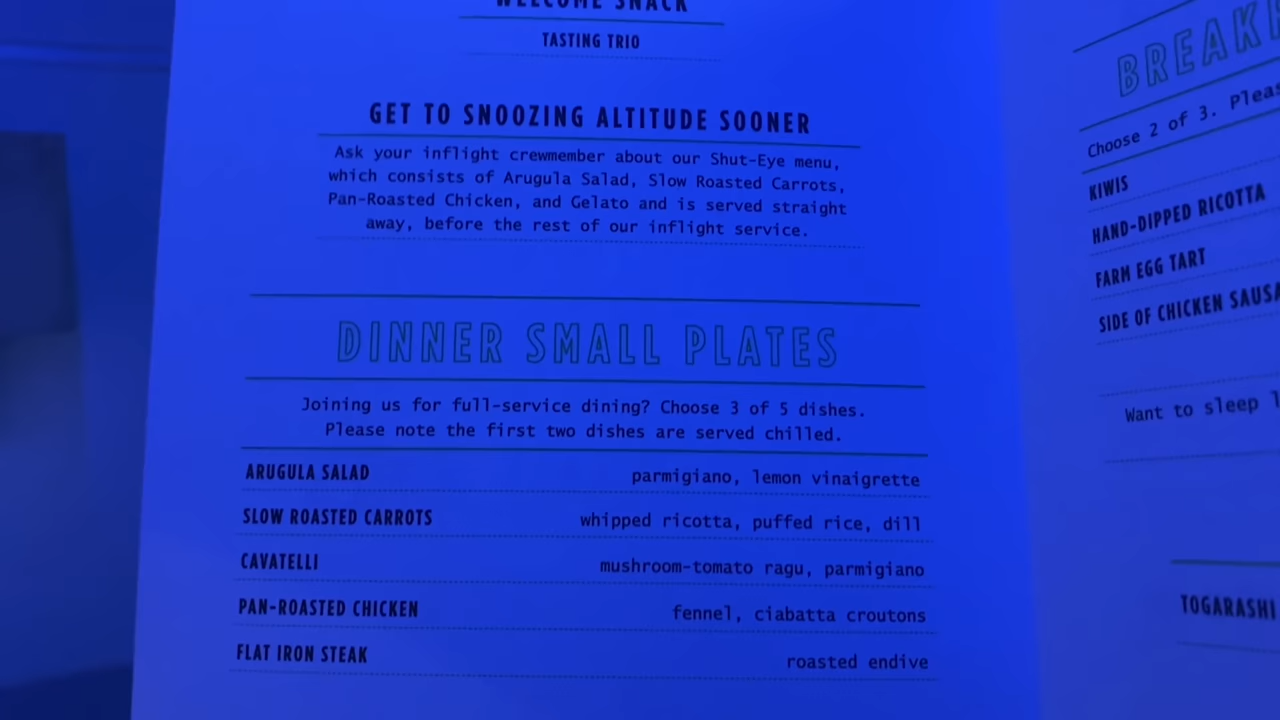 WELCOME SNACK
TASTING TRIO
GET TO SNOOZING ALTITUDE SOONER
Ask your inflight crewmember about our Shut-Eye menu,
which consists of Arugula Salad, Slow Roasted Carrots,
Pan-Roasted Chicken, and Gelato and is served straight
away, before the rest of our inflight service.
DINNER SMALL PLATES
Joining us for full-service dining? Choose 3 of 5 dishes.
Please note the first two dishes are served chilled.
ARUGULA SALAD parmigiano, lemon vinaigrette
SLOW ROASTED CARROTS whipped ricotta, puffed rice, dill
CAVATELLI mushroom-tomato ragu, parmigiano
PAN-ROASTED CHICKEN fennel, ciabatta croutons
FLAT IRON STEAK roasted endive
Choose 2 of 3.
KIWIS
HAND-DIPPED RICOTTA
FARM EGG TART
SIDE OF CHICKEN
Want to sleep
TOGARASHI